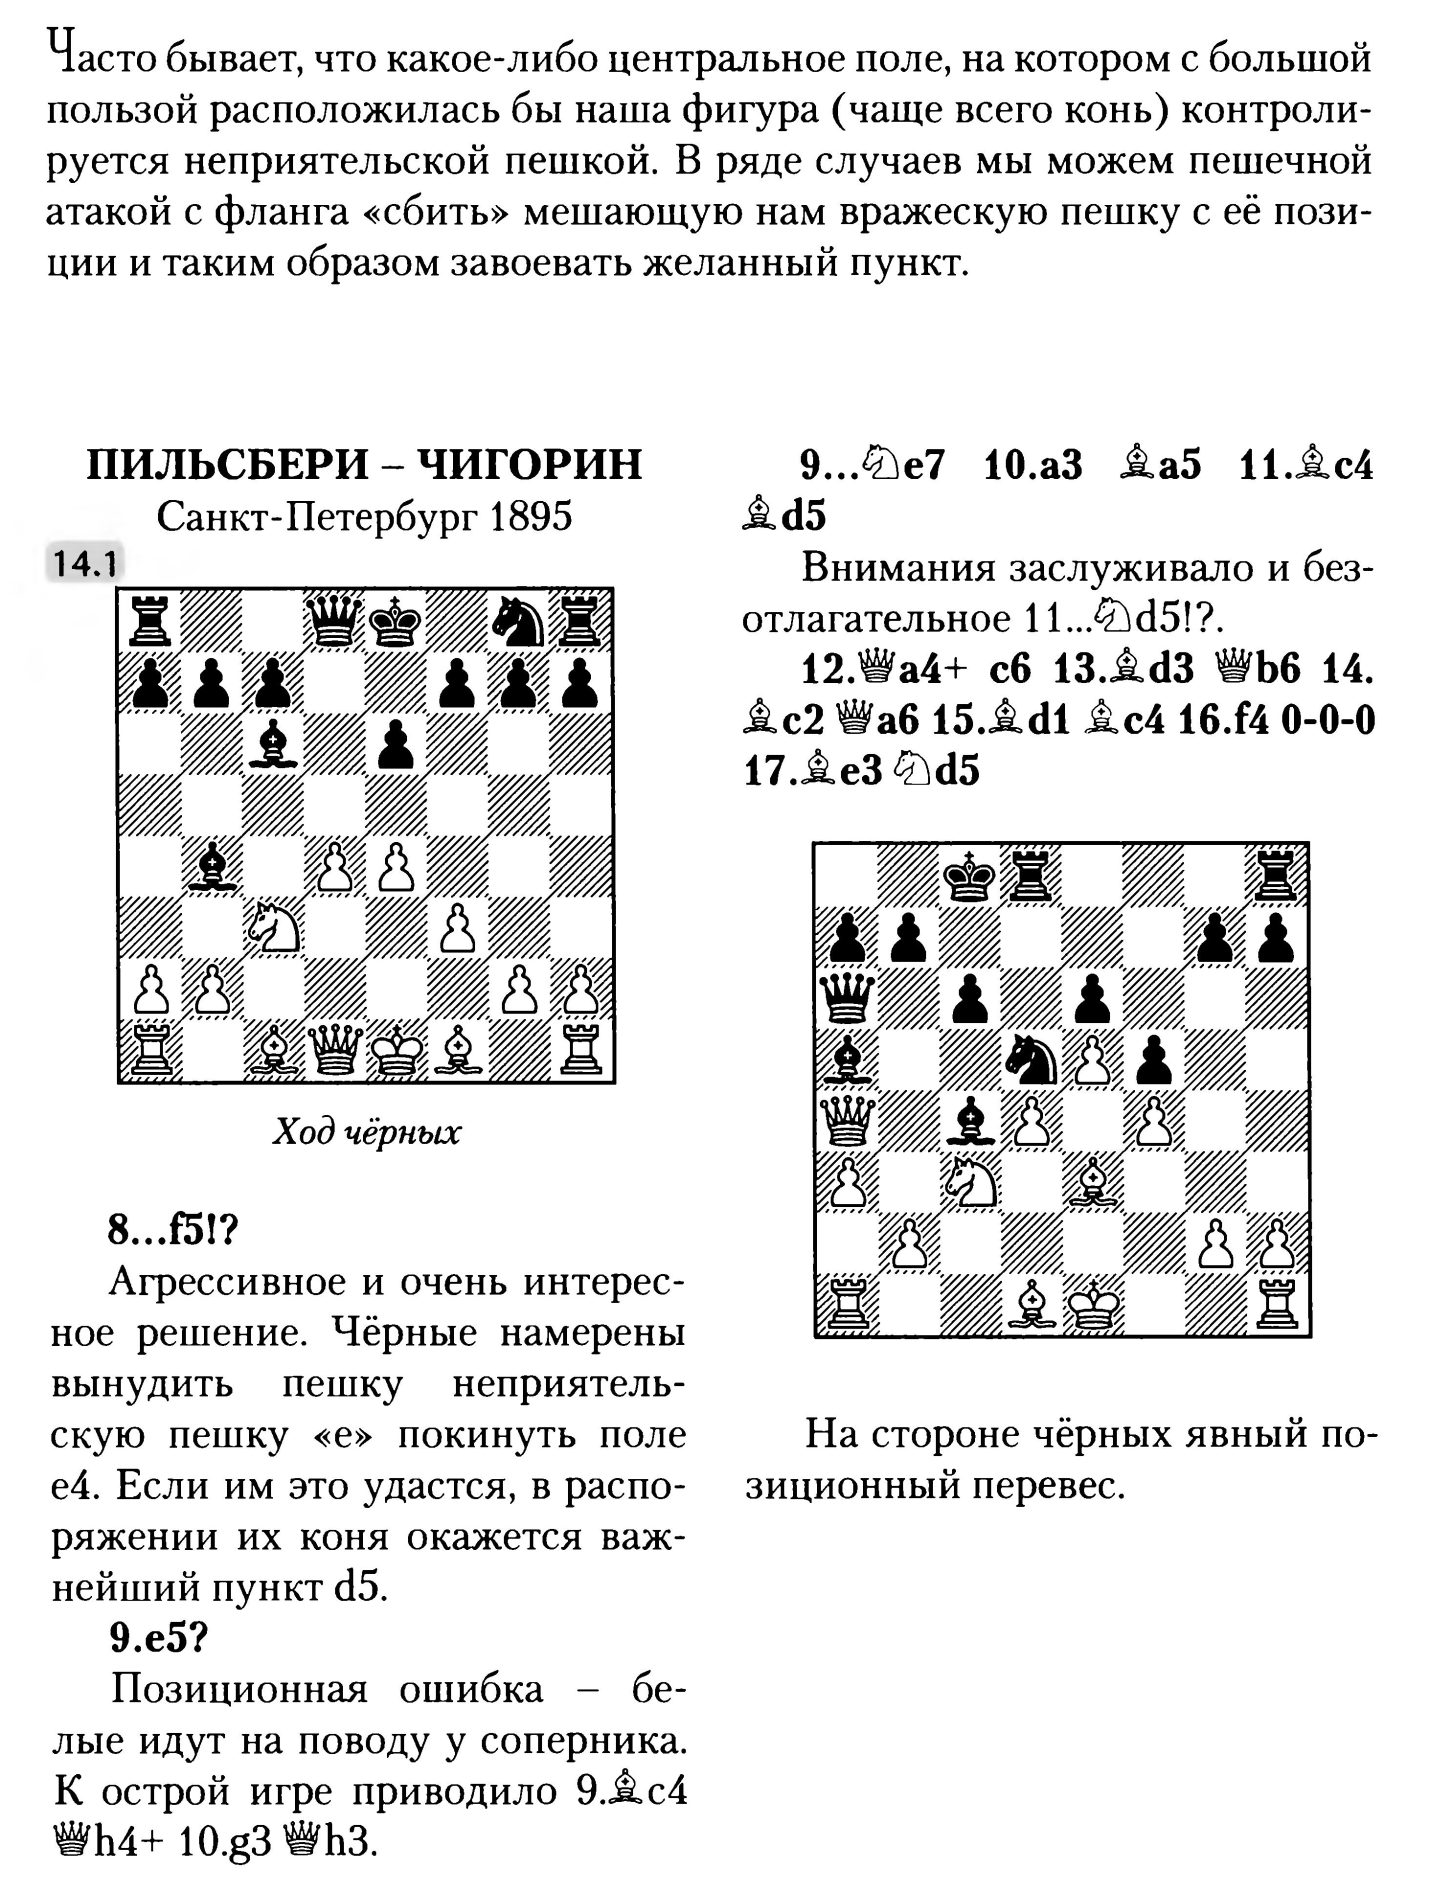 Часто бывает, что какое-либо центральное поле, на котором с большой
пользой расположилась бы наша фигура (чаще всего конь) контроли-
руется неприятельской пешкой. В ряде случаев мы можем пешечной
атакой с фланга «сбить» мешающую нам вражескую пешку с её пози-
ции и таким образом завоевать желанный пункт.
ПИЛЬСБЕРИ – ЧИГОРИН
Санкт-Петербург 1895
14.1
Ход чёрных
8...f5!?
Агрессивное и очень интерес-
ное решение. Чёрные намерены
вынудить пешку неприятель-
скую пешку «е» покинуть поле
e4. Если им это удастся, в распо-
ряжении их коня окажется важ-
нейший пункт d5.
9.e5?
Позиционная ошибка – бе-
лые идут на поводу у соперника.
К острой игре приводило 9.♗c4
♕h4+ 10.g3 ♕h3.
9...♘e7 10.a3 ♗a5 11.♗c4
♗d5
Внимания заслуживало и без-
отлагательное 11...♘d5!?.
12.♕a4+ c6 13.♗d3 ♕b6 14.
♗c2 ♕a6 15.♗d1 ♗c4 16.f4 0-0-0
17.♗e3 ♘d5
На стороне чёрных явный по-
зиционный перевес.